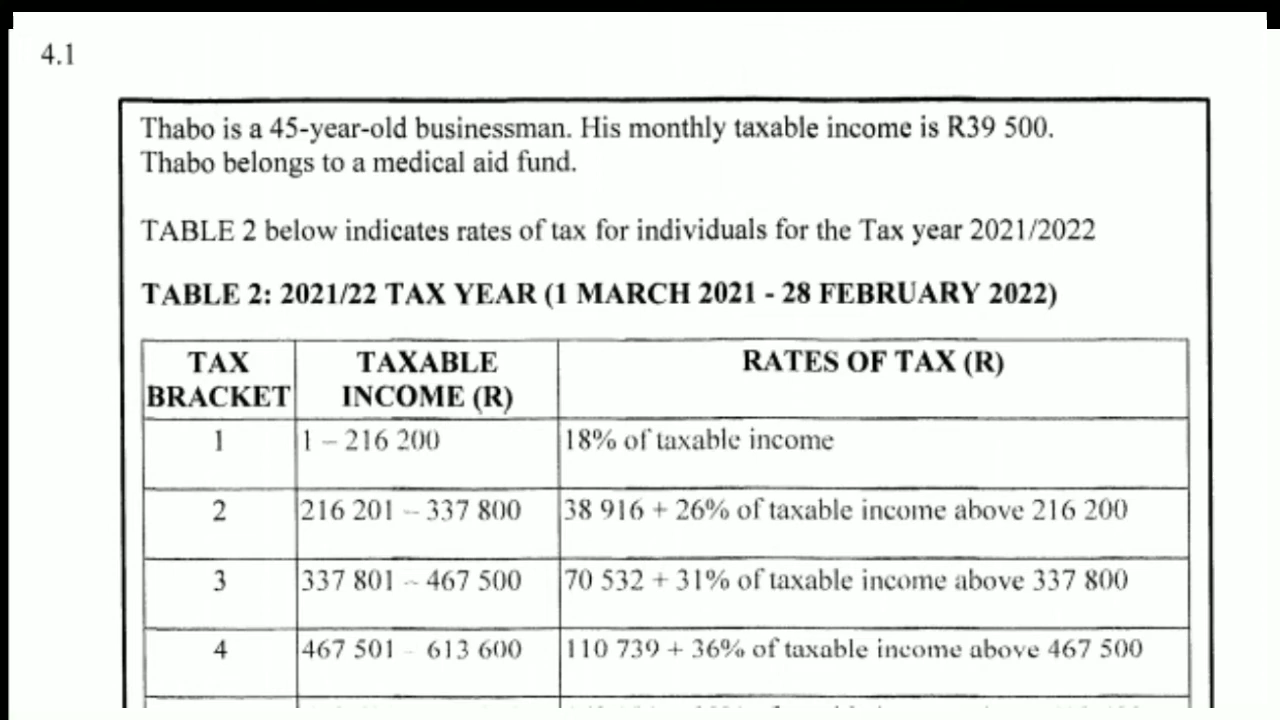 4.1
Thabo is a 45-year-old businessman. His monthly taxable income is R39 500.
Thabo belongs to a medical aid fund.
TABLE 2 below indicates rates of tax for individuals for the Tax year 2021/2022
TABLE 2: 2021/22 TAX YEAR (1 MARCH 2021 - 28 FEBRUARY 2022)
TAX BRACKET TAXABLE INCOME (R) RATES OF TAX (R)
1 1 – 216 200 18% of taxable income
2 216 201 – 337 800 38 916 + 26% of taxable income above 216 200
3 337 801 – 467 500 70 532 + 31% of taxable income above 337 800
4 467 501 – 613 600 110 739 + 36% of taxable income above 467 500